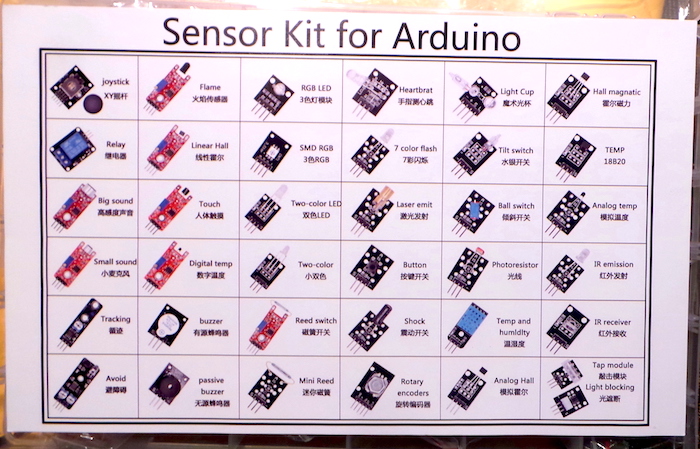 Sensor Kit for Arduino
joystick
XY摇杆
Flame
火焰传感器
RGB LED
3色灯模块
Heartbrat
手指测心跳
Light Cup
魔术光杯
Hall magnatic
霍尔磁力
Relay
继电器
Linear Hall
线性霍尔
SMD RGB
3色RGB
7 color flash
7彩闪烁
Tilt switch
水银开关
TEMP
18B20
Big sound
高感度声音
Touch
人体触摸
Two-color LED
双色LED
Laser emit
激光发射
Ball switch
倾斜开关
Analog temp
模拟温度
Small sound
小麦克风
Digital temp
数字温度
Two-color
小双色
Button
按键开关
Photoresistor
光线
IR emission
红外发射
Tracking
循迹
buzzer
有源蜂鸣器
Reed switch
磁簧开关
Shock
震动开关
Temp and
humldity
温湿度
IR receiver
红外接收
Avoid
避障碍
passive
buzzer
无源蜂鸣器
Mini Reed
迷你磁簧
Rotary
encoders
旋转编码器
Analog Hall
模拟霍尔
Tap module
敲击模块
Light blocking
光遮断